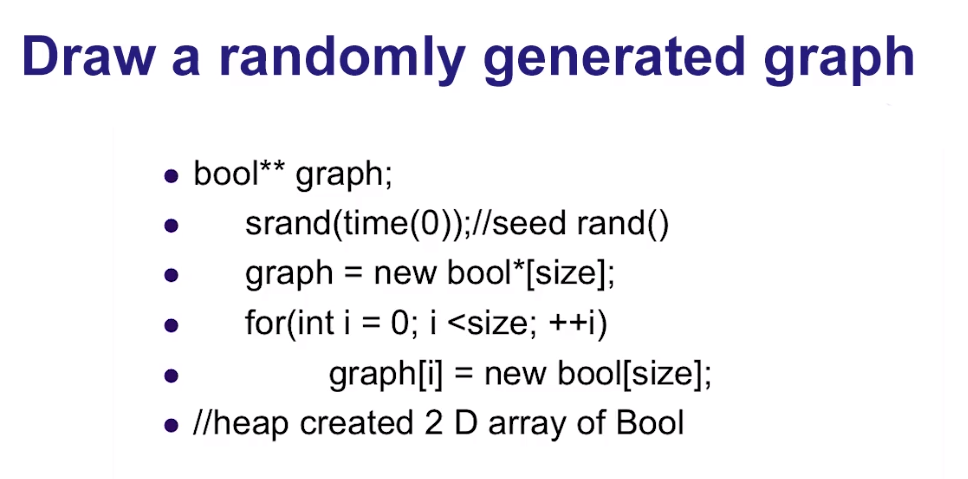 Draw a randomly generated graph
● bool** graph;
● srand(time(0));//seed rand()
● graph = new bool*[size];
● for(int i = 0; i <size; ++i)
● graph[i] = new bool[size];
● //heap created 2 D array of Bool